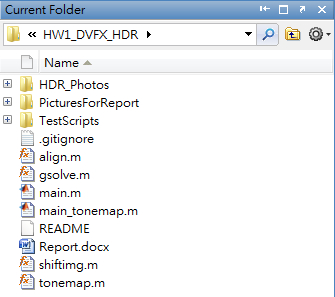 Current Folder
« HW1_DVFX_HDR
Name
HDR_Photos
PicturesForReport
TestScripts
.gitignore
align.m
gsolve.m
main.m
main_tonemap.m
README
Report.docx
shiftimg.m
tonemap.m